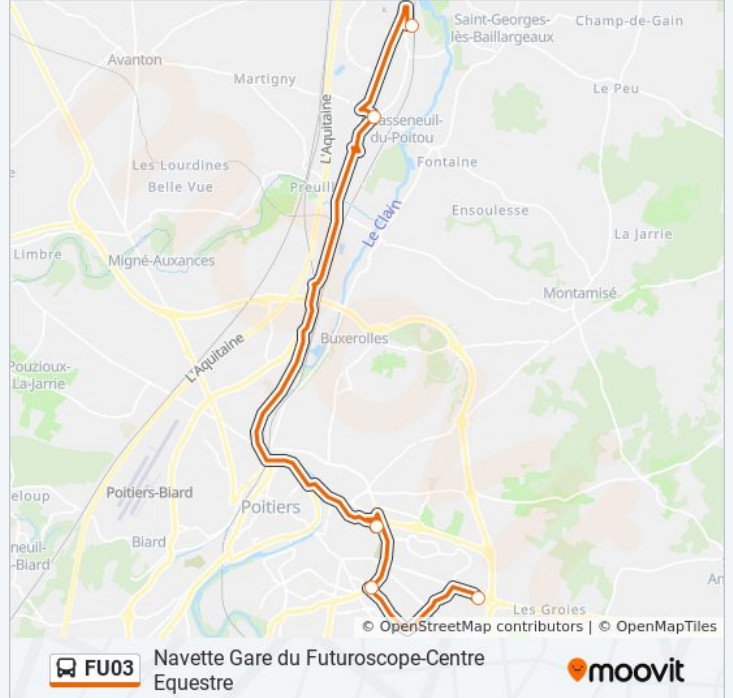 Saint-Georges-
lès-Baillargeaux
Champ-de-Gain
Avanton
Martigny
Le Peu
L'Aquitaine
asseneuil-
du-Poitou
Les Lourdines
Belle Vue
Fontaine
Preuill
Ensoulesse
Le Clain
La Jarrie
Limbre
Migné-Auxances
Montamisé
Buxerolles
L'Aquitaine
Pouzioux-
La-Jarrie
eloup
Poitiers-Biard
Poitiers
neuil-
-Biard
Biard
An
Les Groies
© OpenStreetMap contributors | © OpenMapTiles
FU03
Navette Gare du Futuroscope-Centre
Equestre
moovit